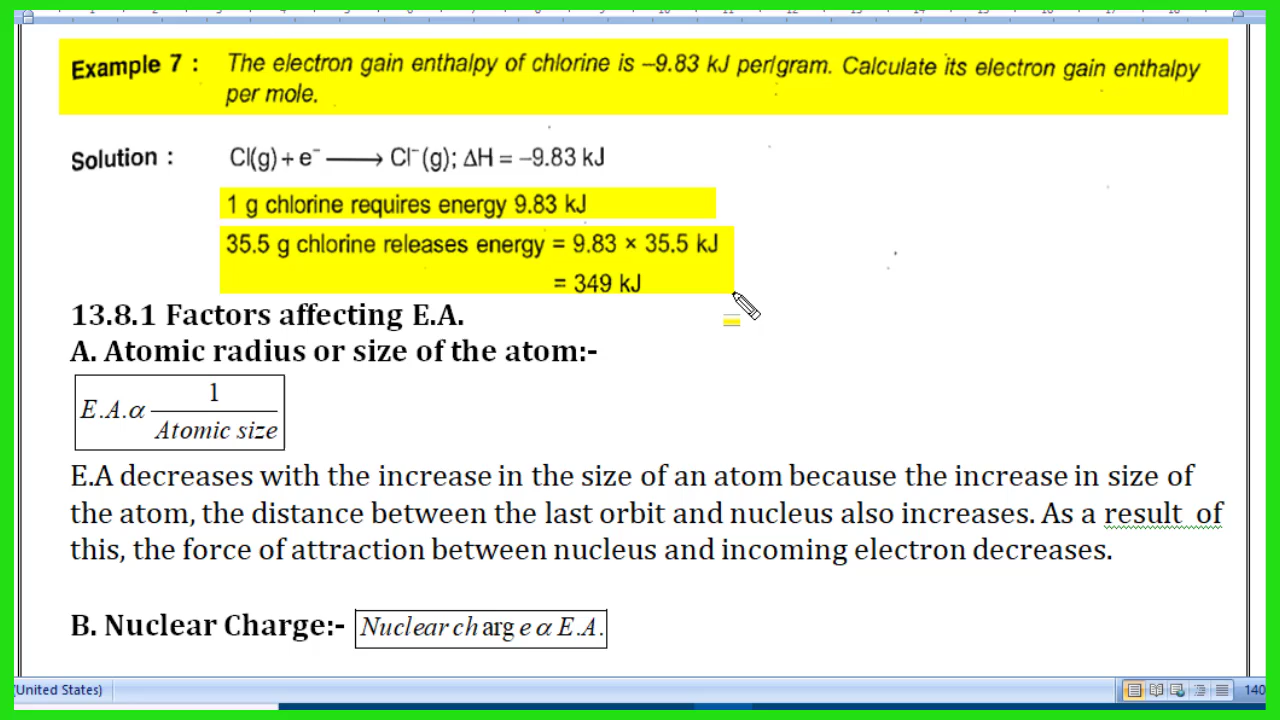 Example 7 : The electron gain enthalpy of chlorine is –9.83 kJ per/gram. Calculate its electron gain enthalpy
per mole.
Solution : Cl(g) + e⁻ ⟶ Cl⁻ (g); ΔH = –9.83 kJ
1 g chlorine requires energy 9.83 kJ
35.5 g chlorine releases energy = 9.83 × 35.5 kJ
= 349 kJ
13.8.1 Factors affecting E.A.
A. Atomic radius or size of the atom:-
E.A.α 1 / Atomic size
E.A decreases with the increase in the size of an atom because the increase in size of
the atom, the distance between the last orbit and nucleus also increases. As a result of
this, the force of attraction between nucleus and incoming electron decreases.
B. Nuclear Charge:- Nuclear charge α E.A.
(United States)
140